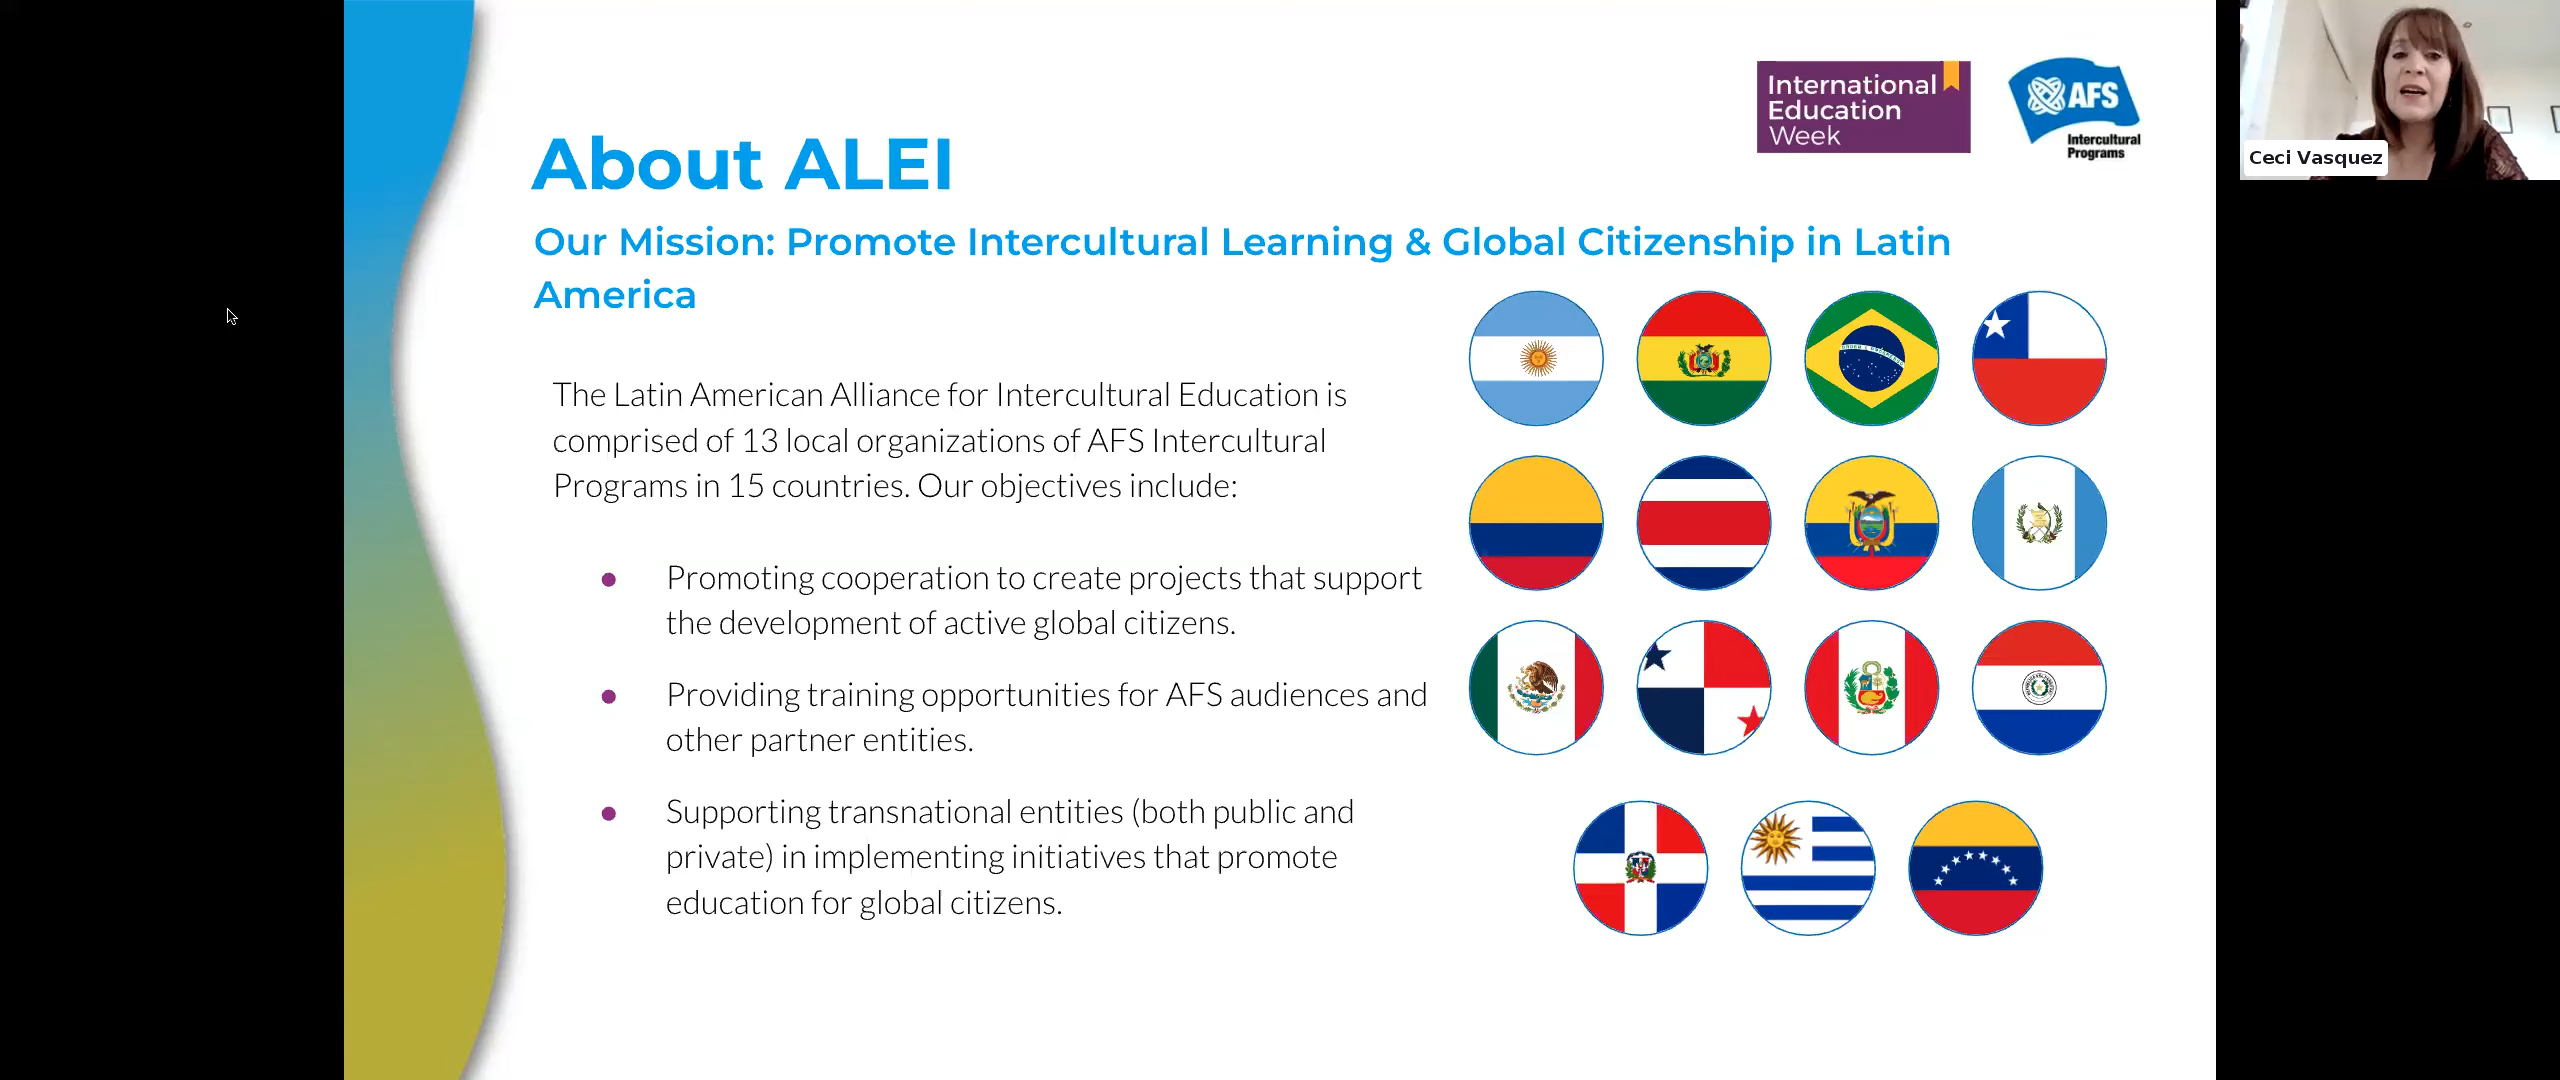 International
Education
Week
AFS
Intercultural
Programs
Ceci Vasquez
About ALEI
Our Mission: Promote Intercultural Learning & Global Citizenship in Latin
America
The Latin American Alliance for Intercultural Education is
comprised of 13 local organizations of AFS Intercultural
Programs in 15 countries. Our objectives include:
● Promoting cooperation to create projects that support
the development of active global citizens.
● Providing training opportunities for AFS audiences and
other partner entities.
● Supporting transnational entities (both public and
private) in implementing initiatives that promote
education for global citizens.